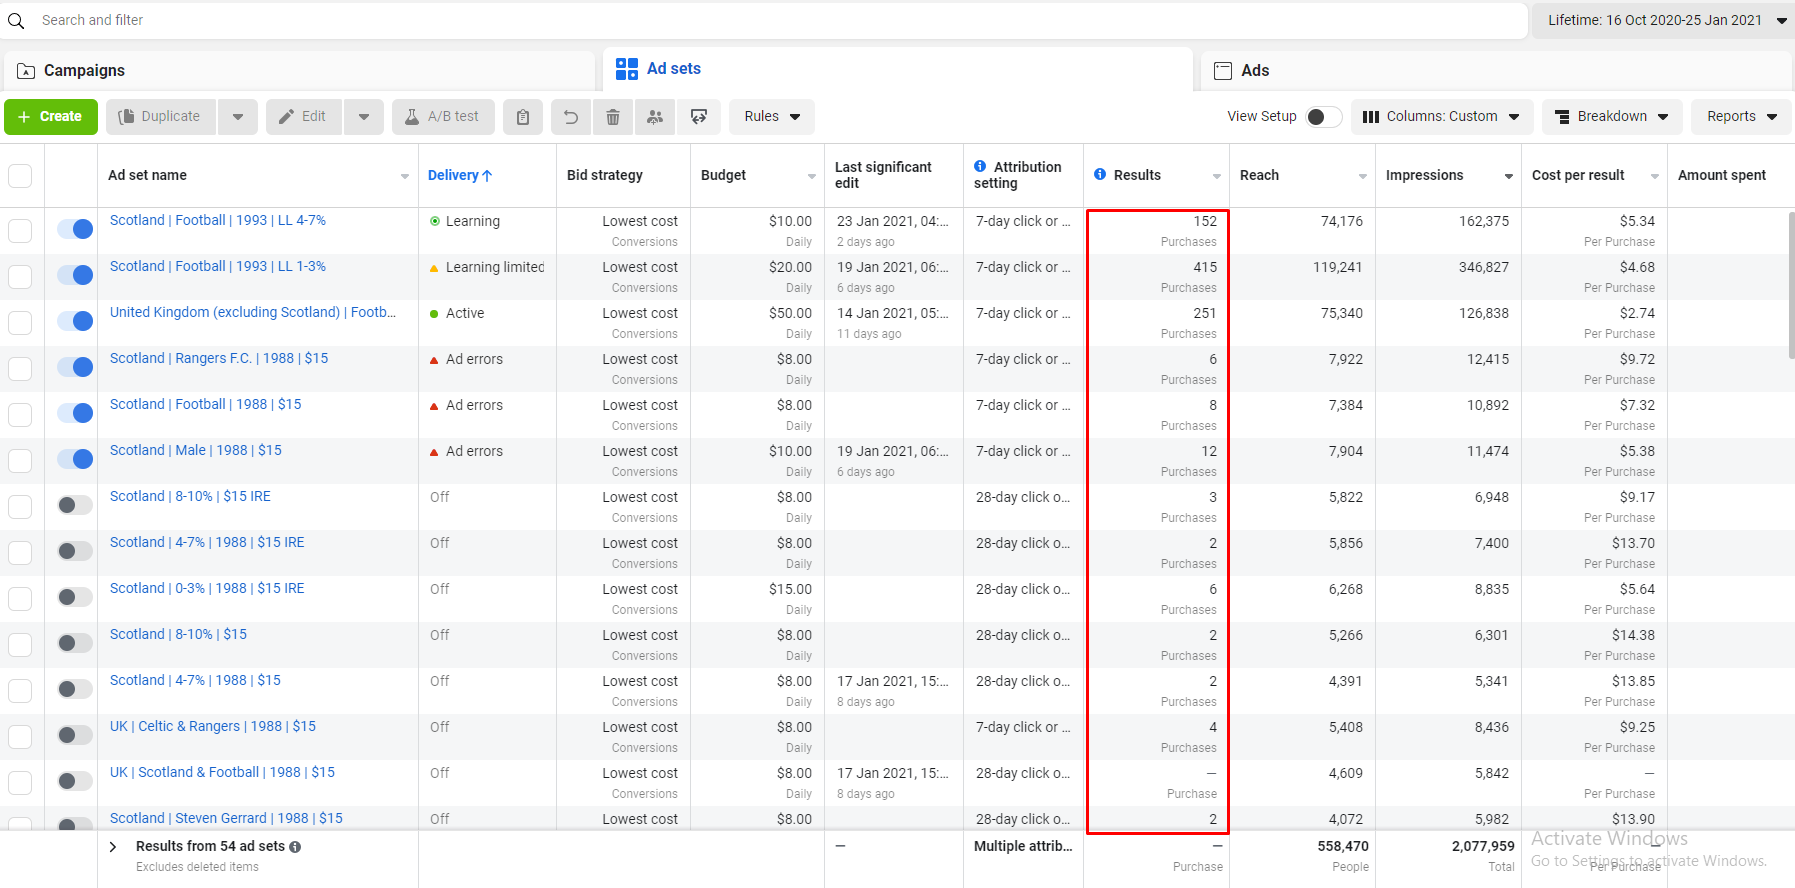 Search and filter
Lifetime: 16 Oct 2020-25 Jan 2021
Campaigns
Ad sets
Ads
+ Create
Duplicate
Edit
A/B test
Rules
View Setup
Columns: Custom
Breakdown
Reports
Ad set name
Delivery ↑
Bid strategy
Budget
Last significant edit
Attribution setting
Results
Reach
Impressions
Cost per result
Amount spent
Scotland | Football | 1993 | LL 4-7% Learning Lowest cost $10.00 23 Jan 2021, 04:... 7-day click or ... 152 74,176 162,375 $5.34
Conversions Daily 2 days ago Purchases Per Purchase
Scotland | Football | 1993 | LL 1-3% Learning limited Lowest cost $20.00 19 Jan 2021, 06:... 7-day click or ... 415 119,241 346,827 $4.68
Conversions Daily 6 days ago Purchases Per Purchase
United Kingdom (excluding Scotland) | Footb... Active Lowest cost $50.00 14 Jan 2021, 05:... 7-day click or ... 251 75,340 126,838 $2.74
Conversions Daily 11 days ago Purchases Per Purchase
Scotland | Rangers F.C. | 1988 | $15 Ad errors Lowest cost $8.00 7-day click or ... 6 7,922 12,415 $9.72
Conversions Daily Purchases Per Purchase
Scotland | Football | 1988 | $15 Ad errors Lowest cost $8.00 7-day click or ... 8 7,384 10,892 $7.32
Conversions Daily Purchases Per Purchase
Scotland | Male | 1988 | $15 Ad errors Lowest cost $10.00 19 Jan 2021, 06:... 7-day click or ... 12 7,904 11,474 $5.38
Conversions Daily 6 days ago Purchases Per Purchase
Scotland | 8-10% | $15 IRE Off Lowest cost $8.00 28-day click o... 3 5,822 6,948 $9.17
Conversions Daily Purchases Per Purchase
Scotland | 4-7% | 1988 | $15 IRE Off Lowest cost $8.00 28-day click o... 2 5,856 7,400 $13.70
Conversions Daily Purchases Per Purchase
Scotland | 0-3% | 1988 | $15 IRE Off Lowest cost $15.00 28-day click o... 6 6,268 8,835 $5.64
Conversions Daily Purchases Per Purchase
Scotland | 8-10% | $15 Off Lowest cost $8.00 28-day click o... 2 5,266 6,301 $14.38
Conversions Daily Purchases Per Purchase
Scotland | 4-7% | 1988 | $15 Off Lowest cost $8.00 17 Jan 2021, 15:... 28-day click o... 2 4,391 5,341 $13.85
Conversions Daily 8 days ago Purchases Per Purchase
UK | Celtic & Rangers | 1988 | $15 Off Lowest cost $8.00 7-day click or ... 4 5,408 8,436 $9.25
Conversions Daily Purchases Per Purchase
UK | Scotland & Football | 1988 | $15 Off Lowest cost $8.00 17 Jan 2021, 15:... 28-day click o... — 4,609 5,842 —
Conversions Daily 8 days ago Purchase Per Purchase
Scotland | Steven Gerrard | 1988 | $15 Off Lowest cost $8.00 28-day click o... 2 4,072 5,982 $13.90
Results from 54 ad sets — Multiple attrib... — 558,470 2,077,959 —
Excludes deleted items Purchase People Total Per Purchase
Activate Windows
Go to Settings to activate Windows.